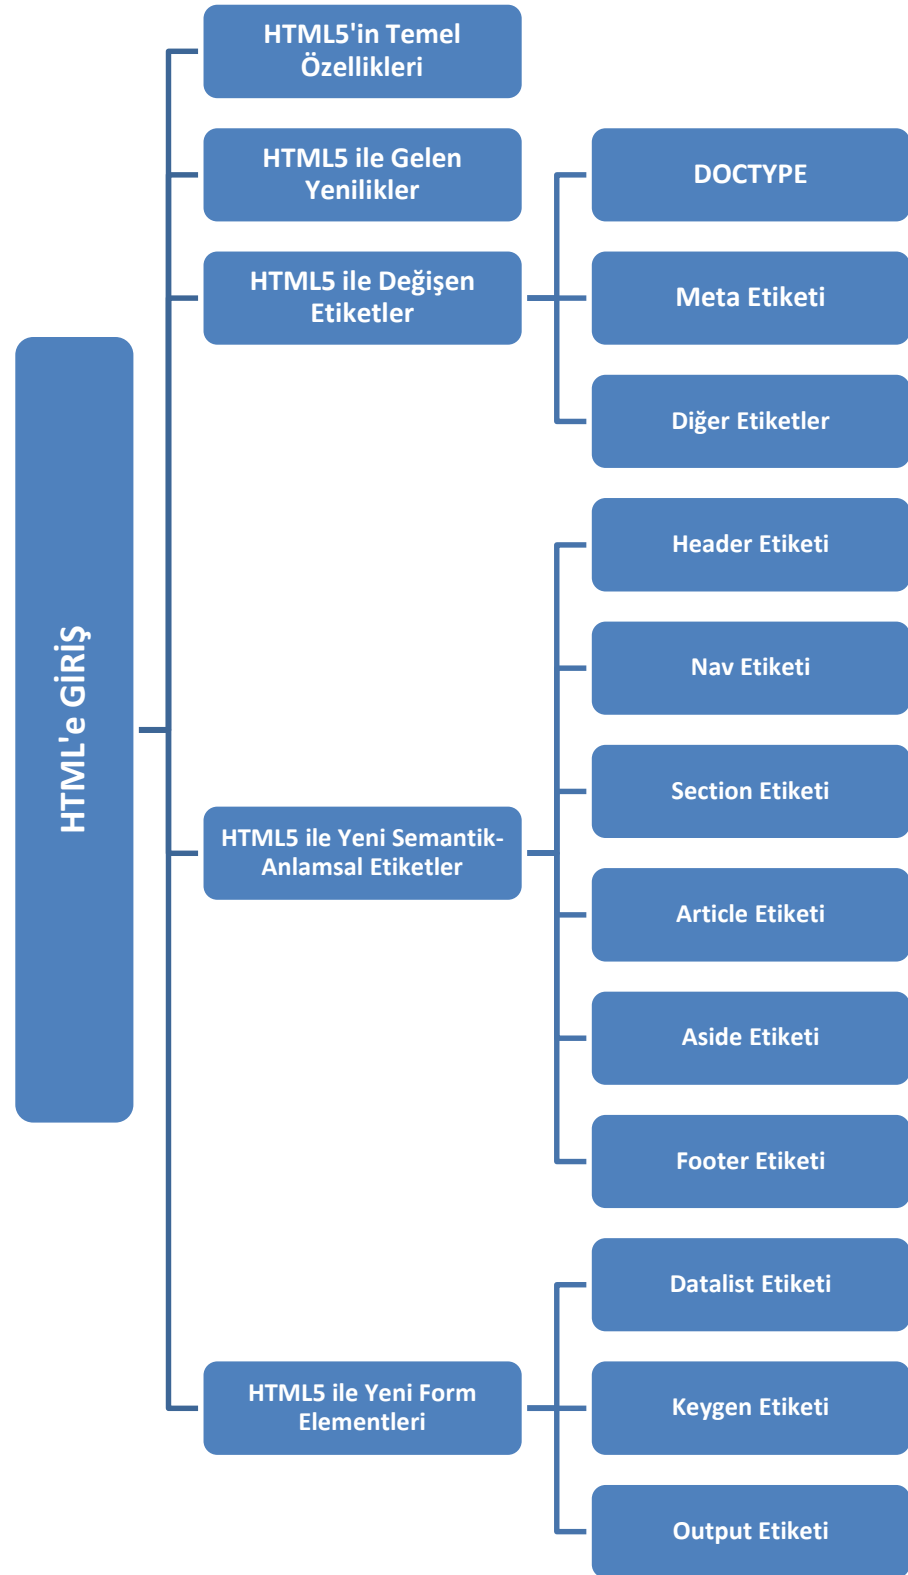 HTML'e GİRİŞ
HTML5'in Temel
Özellikleri
HTML5 ile Gelen
Yenilikler
HTML5 ile Değişen
Etiketler
DOCTYPE
Meta Etiketi
Diğer Etiketler
HTML5 ile Yeni Semantik-
Anlamsal Etiketler
Header Etiketi
Nav Etiketi
Section Etiketi
Article Etiketi
Aside Etiketi
Footer Etiketi
HTML5 ile Yeni Form
Elementleri
Datalist Etiketi
Keygen Etiketi
Output Etiketi